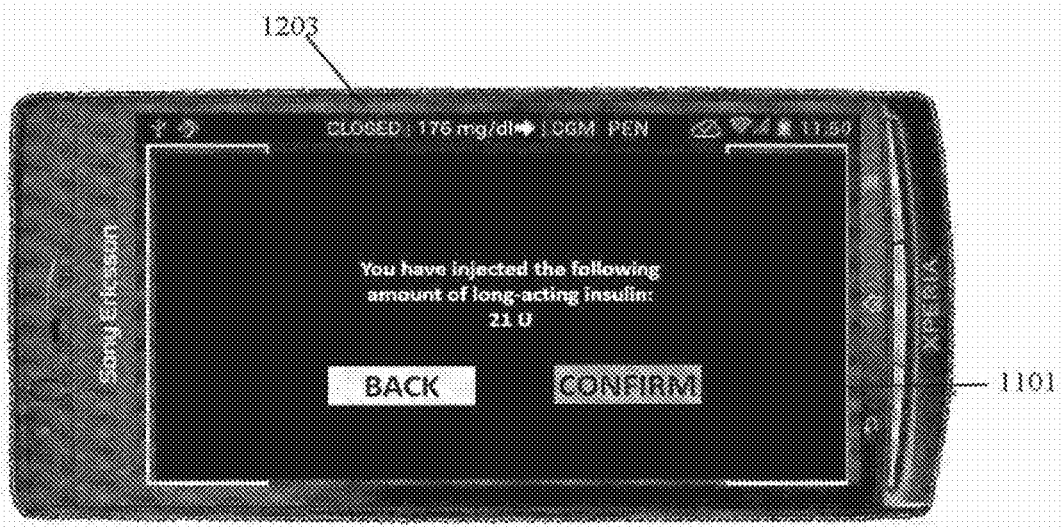 1203
CLOSED | 176 mg/dl | CGM PEN
11:50
Sony Ericsson
You have injected the following
amount of long-acting insulin:
21 U
BACK
CONFIRM
XPERIA
1101